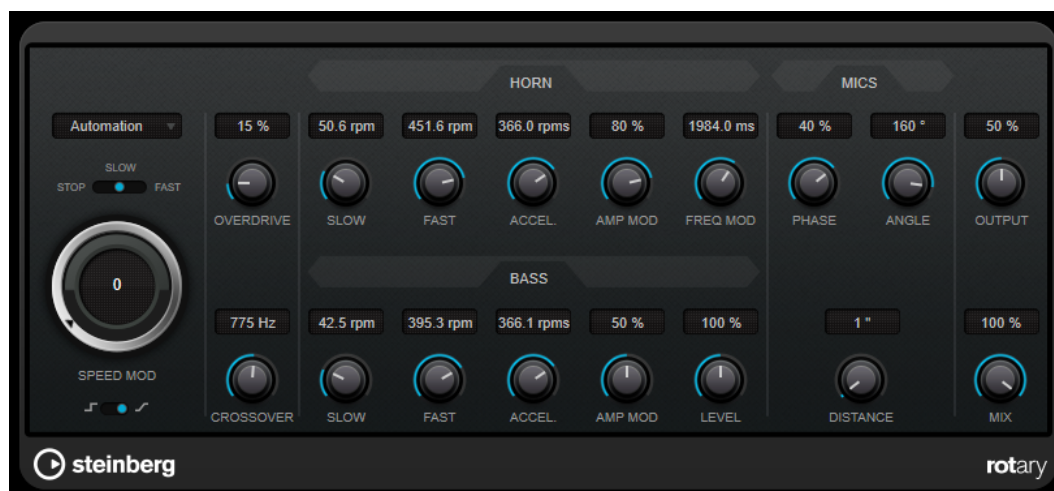 HORN MICS
Automation 15 % 50.6 rpm 451.6 rpm 366.0 rpms 80 % 1984.0 ms 40 % 160 ° 50 %
SLOW
STOP FAST
OVERDRIVE SLOW FAST ACCEL. AMP MOD FREQ MOD PHASE ANGLE OUTPUT
BASS
0
775 Hz 42.5 rpm 395.3 rpm 366.1 rpms 50 % 100 % 1 " 100 %
SPEED MOD
CROSSOVER SLOW FAST ACCEL. AMP MOD LEVEL DISTANCE MIX
steinberg rotary